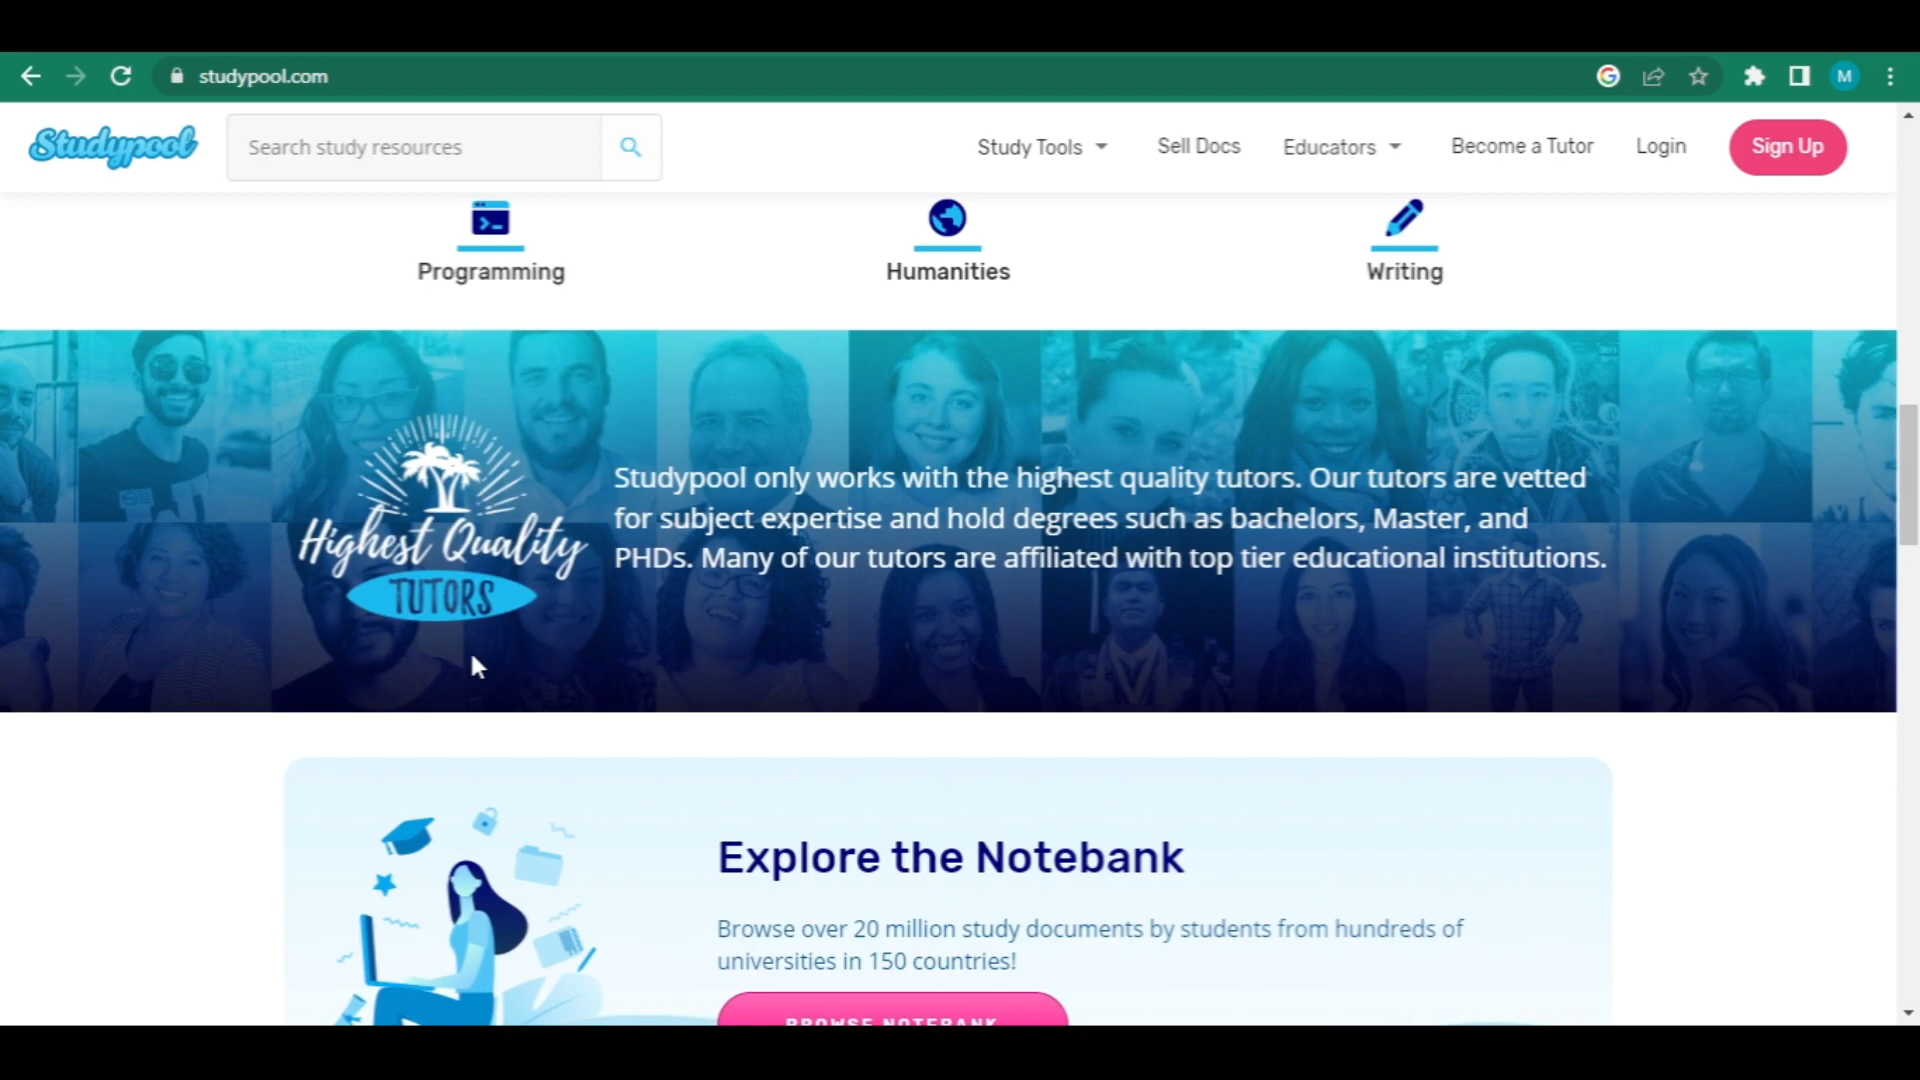 studypool.com
M
Studypool
Search study resources
Study Tools
Sell Docs
Educators
Become a Tutor
Login
Sign Up
Programming
Humanities
Writing
Highest Quality
TUTORS
Studypool only works with the highest quality tutors. Our tutors are vetted
for subject expertise and hold degrees such as bachelors, Master, and
PHDs. Many of our tutors are affiliated with top tier educational institutions.
Explore the Notebank
Browse over 20 million study documents by students from hundreds of
universities in 150 countries!
BROWSE NOTEBANK